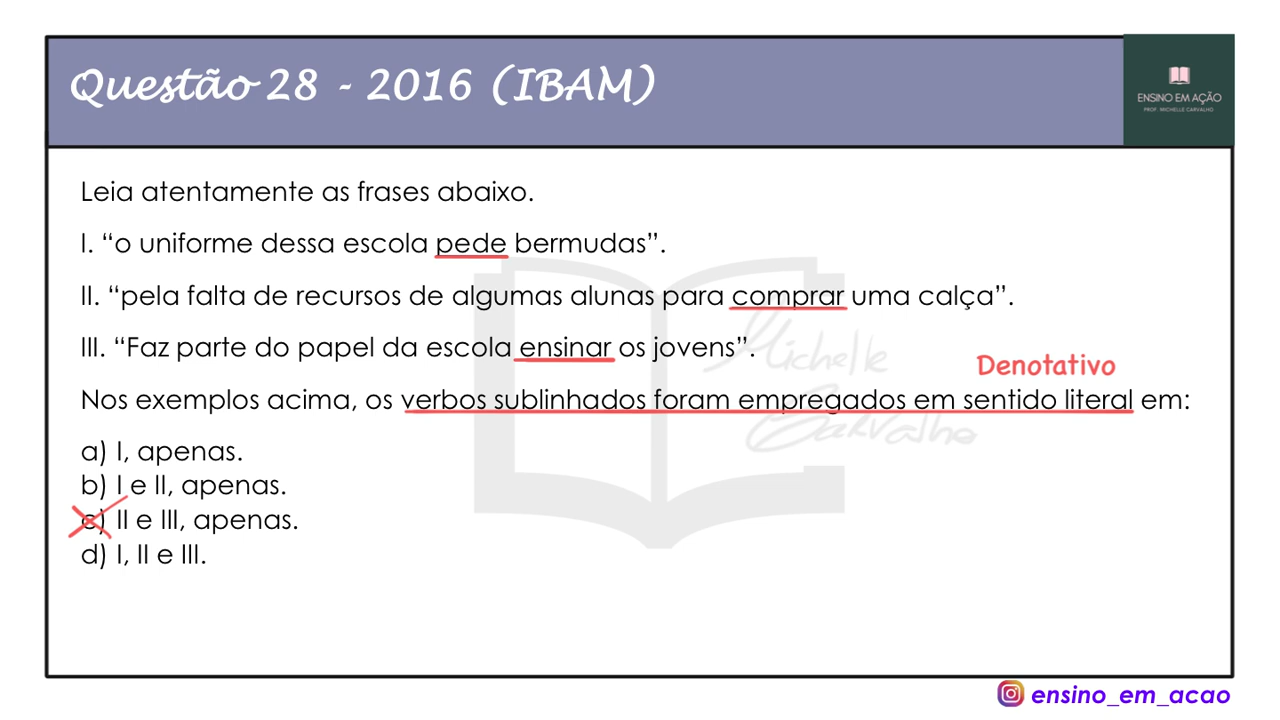 Questão 28 - 2016 (IBAM)
ENSINO EM AÇÃO
PROF. MICHELLE CARVALHO
Leia atentamente as frases abaixo.
I. “o uniforme dessa escola pede bermudas”.
II. “pela falta de recursos de algumas alunas para comprar uma calça”.
III. “Faz parte do papel da escola ensinar os jovens”.
Michelle
Denotativo
Nos exemplos acima, os verbos sublinhados foram empregados em sentido literal em:
Carvalho
a) I, apenas.
b) I e II, apenas.
c) II e III, apenas.
d) I, II e III.
ensino_em_acao